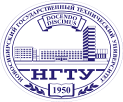 НОВОСИБИРСКИЙ ГОСУДАРСТВЕННЫЙ ТЕХНИЧЕСКИЙ УНИВЕРСИТЕТ
DOCENDO
DISCIMUS
НГТУ
1950